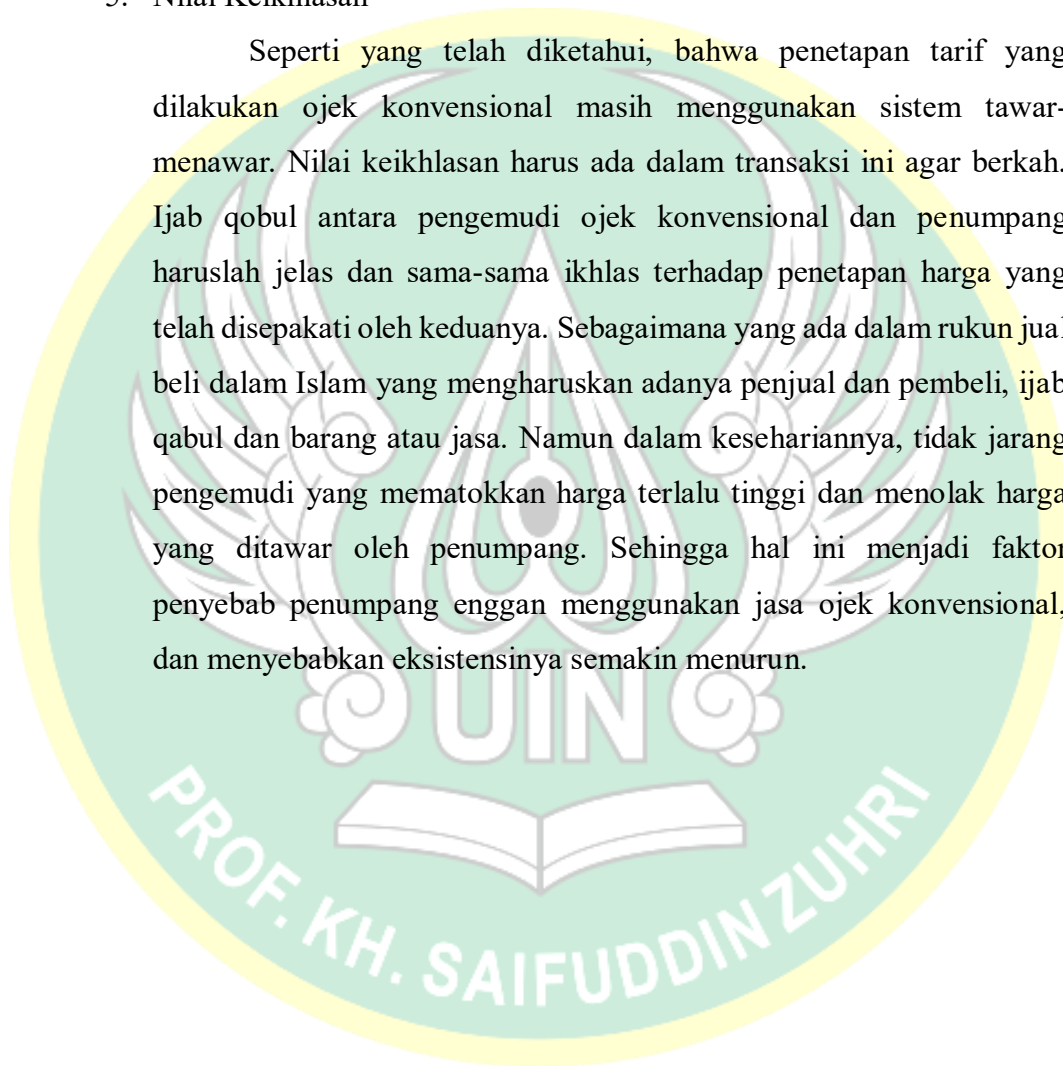 Nilai Keikhlasan
Seperti yang telah diketahui, bahwa penetapan tarif yang
dilakukan ojek konvensional masih menggunakan sistem tawar-
menawar. Nilai keikhlasan harus ada dalam transaksi ini agar berkah.
Ijab qobul antara pengemudi ojek konvensional dan penumpang
haruslah jelas dan sama-sama ikhlas terhadap penetapan harga yang
telah disepakati oleh keduanya. Sebagaimana yang ada dalam rukun jual
beli dalam Islam yang mengharuskan adanya penjual dan pembeli, ijab
qabul dan barang atau jasa. Namun dalam kesehariannya, tidak jarang
pengemudi yang mematokkan harga terlalu tinggi dan menolak harga
yang ditawar oleh penumpang. Sehingga hal ini menjadi faktor
penyebab penumpang enggan menggunakan jasa ojek konvensional,
dan menyebabkan eksistensinya semakin menurun.
UIN
PROF. KH. SAIFUDDIN ZUHRI